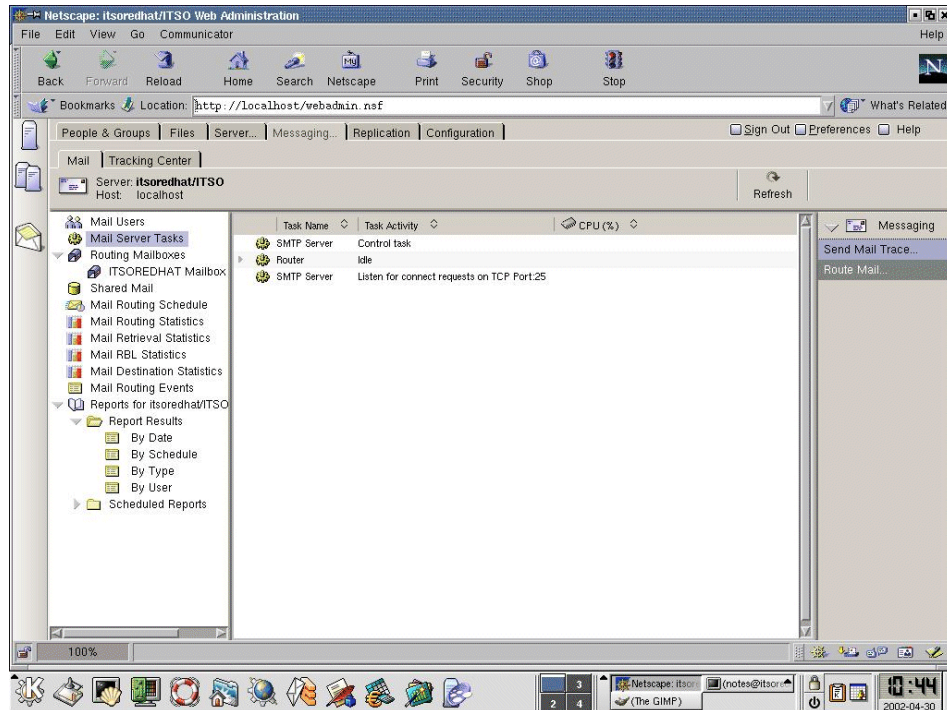 Netscape: itsoredhat/ITSO Web Administration
File Edit View Go Communicator Help
Back Forward Reload Home Search Netscape Print Security Shop Stop
My
N
Bookmarks Location: http://localhost/webadmin.nsf What's Related
People & Groups Files Server... Messaging... Replication Configuration Sign Out Preferences Help
Mail Tracking Center
Server: itsoredhat/ITSO
Host: localhost
Refresh
Mail Users
Mail Server Tasks
Routing Mailboxes
ITSOREDHAT Mailbox
Shared Mail
Mail Routing Schedule
Mail Routing Statistics
Mail Retrieval Statistics
Mail RBL Statistics
Mail Destination Statistics
Mail Routing Events
Reports for itsoredhat/ITSO
Report Results
By Date
By Schedule
By Type
By User
Scheduled Reports
Task Name Task Activity CPU (%)
SMTP Server Control task
Router Idle
SMTP Server Listen for connect requests on TCP Port:25
Messaging
Send Mail Trace...
Route Mail...
100%
3
2 4
Netscape: itsor
(notes@itsore
(The GIMP)
10:44
2002-04-30